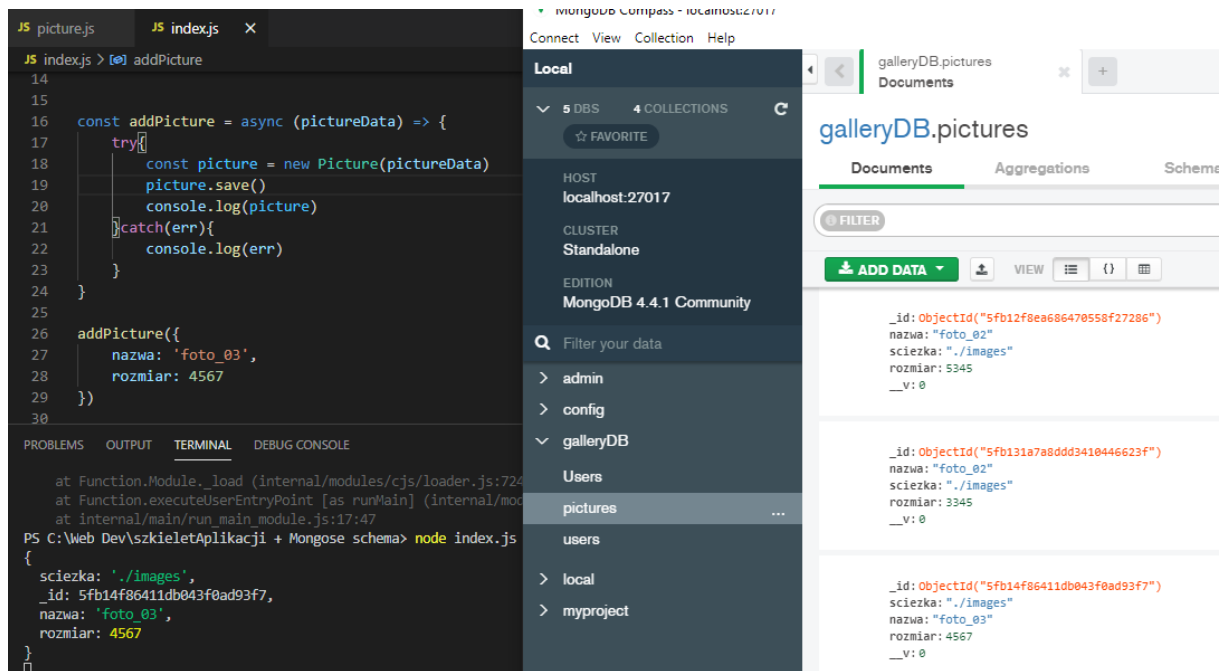 JS picture.js JS index.js ×
JS index.js > addPicture
14
15
16 const addPicture = async (pictureData) => {
17 try{
18 const picture = new Picture(pictureData)
19 picture.save()
20 console.log(picture)
21 }catch(err){
22 console.log(err)
23 }
24 }
25
26 addPicture({
27 nazwa: 'foto_03',
28 rozmiar: 4567
29 })
30
PROBLEMS OUTPUT TERMINAL DEBUG CONSOLE
at Function.Module._load (internal/modules/cjs/loader.js:724
at Function.executeUserEntryPoint [as runMain] (internal/mod
at internal/main/run_main_module.js:17:47
PS C:\Web Dev\szkieletAplikacji + Mongose schema> node index.js
{
sciezka: './images',
_id: 5fb14f86411db043f0ad93f7,
nazwa: 'foto_03',
rozmiar: 4567
}
MongoDB Compass - localhost:27017
Connect View Collection Help
Local
5 DBS 4 COLLECTIONS
FAVORITE
HOST
localhost:27017
CLUSTER
Standalone
EDITION
MongoDB 4.4.1 Community
Filter your data
admin
config
galleryDB
Users
pictures ...
users
local
myproject
galleryDB.pictures
Documents
galleryDB.pictures
Documents Aggregations Schema
FILTER
ADD DATA VIEW {}
_id: ObjectId("5fb12f8ea686470558f27286")
nazwa: "foto_02"
sciezka: "./images"
rozmiar: 5345
__v: 0
_id: ObjectId("5fb131a7a8ddd3410446623f")
nazwa: "foto_02"
sciezka: "./images"
rozmiar: 3345
__v: 0
_id: ObjectId("5fb14f86411db043f0ad93f7")
sciezka: "./images"
nazwa: "foto_03"
rozmiar: 4567
__v: 0